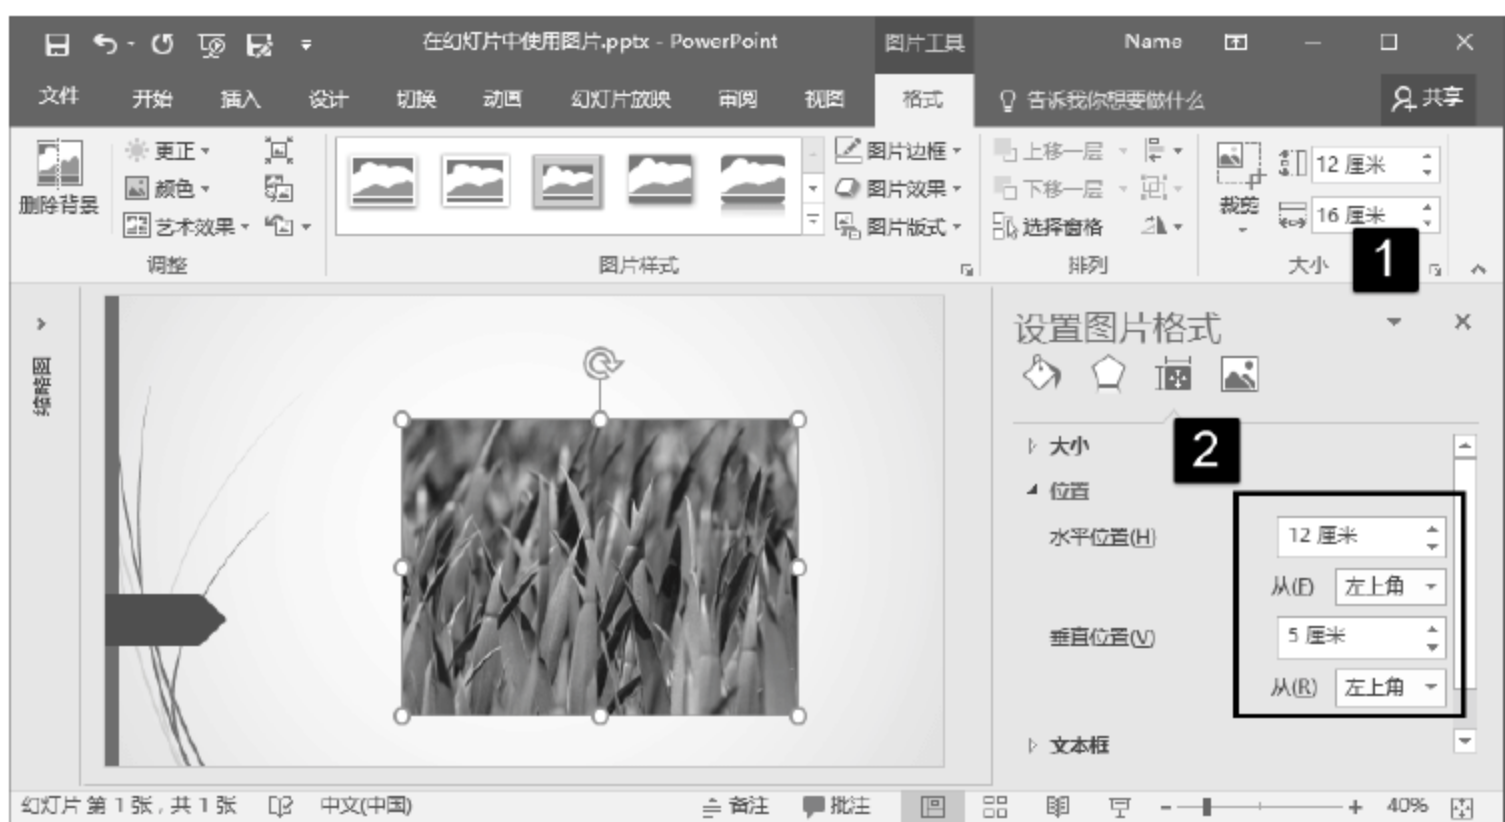 在幻灯片中使用图片.pptx - PowerPoint
图片工具
Name
文件
开始
插入
设计
切换
动画
幻灯片放映
审阅
视图
格式
告诉我你想要做什么
共享
删除背景
更正
颜色
艺术效果
调整
图片样式
图片边框
图片效果
图片版式
上移一层
下移一层
选择窗格
排列
裁剪
12 厘米
16 厘米
大小
1
缩略图
设置图片格式
2
大小
位置
水平位置(H)
12 厘米
从(F)
左上角
垂直位置(V)
5 厘米
从(R)
左上角
文本框
幻灯片 第 1 张，共 1 张
中文(中国)
备注
批注
40%